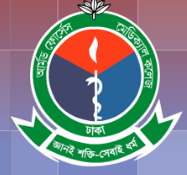 আর্মড ফোর্সেস মেডিক্যাল কলেজ
ঢাকা
জ্ঞানই শক্তি-সেবাই ধর্ম